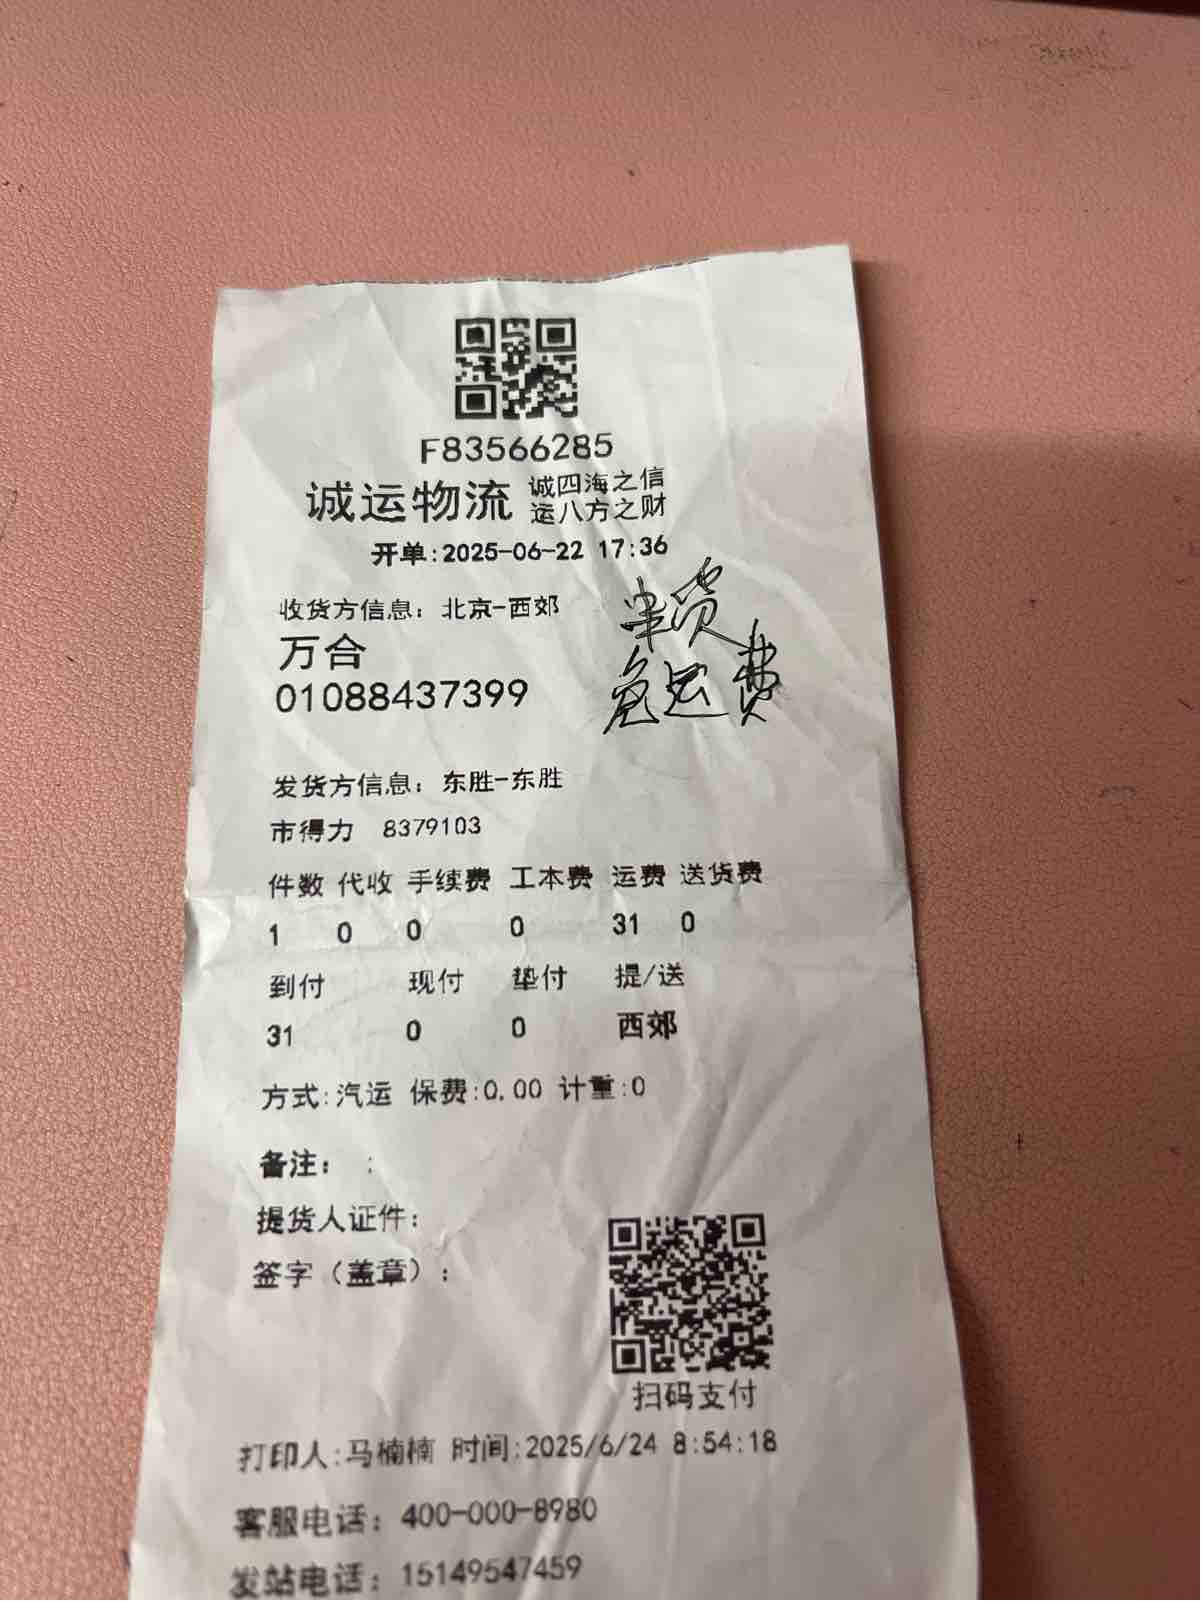 F83566285
诚运物流 诚四海之信
运八方之财
开单:2025-06-22 17:36
收货方信息: 北京-西郊
万合
01088437399
货
免运费
发货方信息: 东胜-东胜
市得力 8379103
件数 代收 手续费 工本费 运费 送货费
1 0 0 0 31 0
到付 现付 垫付 提/送
31 0 0 西郊
方式:汽运 保费:0.00 计重:0
备注: :
提货人证件:
签字(盖章):
扫码支付
打印人:马楠楠 时间:2025/6/24 8:54:18
客服电话: 400-000-8980
发站电话: 15149547459